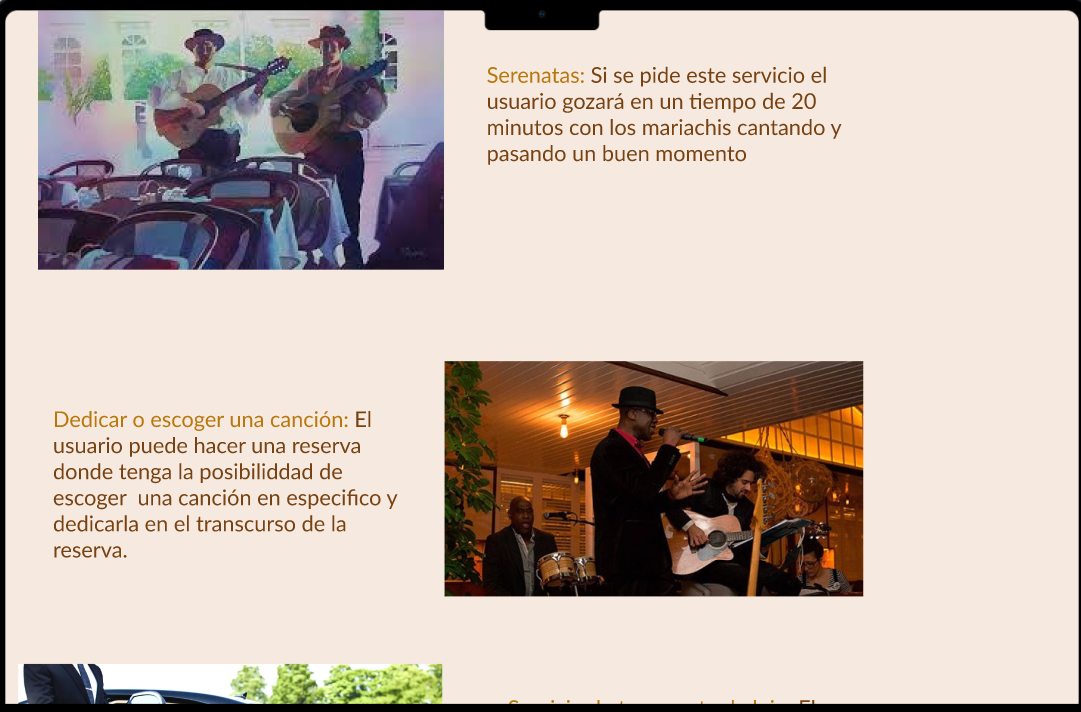 Serenatas: Si se pide este servicio el
usuario gozará en un tiempo de 20
minutos con los mariachis cantando y
pasando un buen momento
Dedicar o escoger una canción: El
usuario puede hacer una reserva
donde tenga la posibiliddad de
escoger  una canción en especifico y
dedicarla en el transcurso de la
reserva.